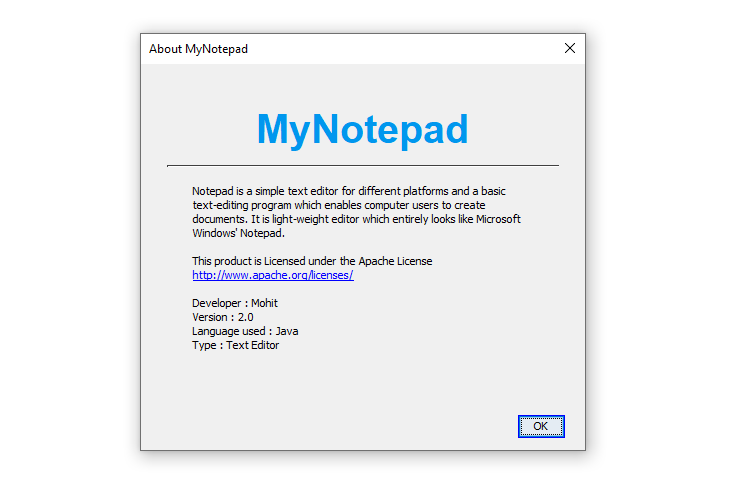 About MyNotepad
MyNotepad
Notepad is a simple text editor for different platforms and a basic
text-editing program which enables computer users to create
documents. It is light-weight editor which entirely looks like Microsoft
Windows' Notepad.
This product is Licensed under the Apache License
http://www.apache.org/licenses/
Developer : Mohit
Version : 2.0
Language used : Java
Type : Text Editor
OK